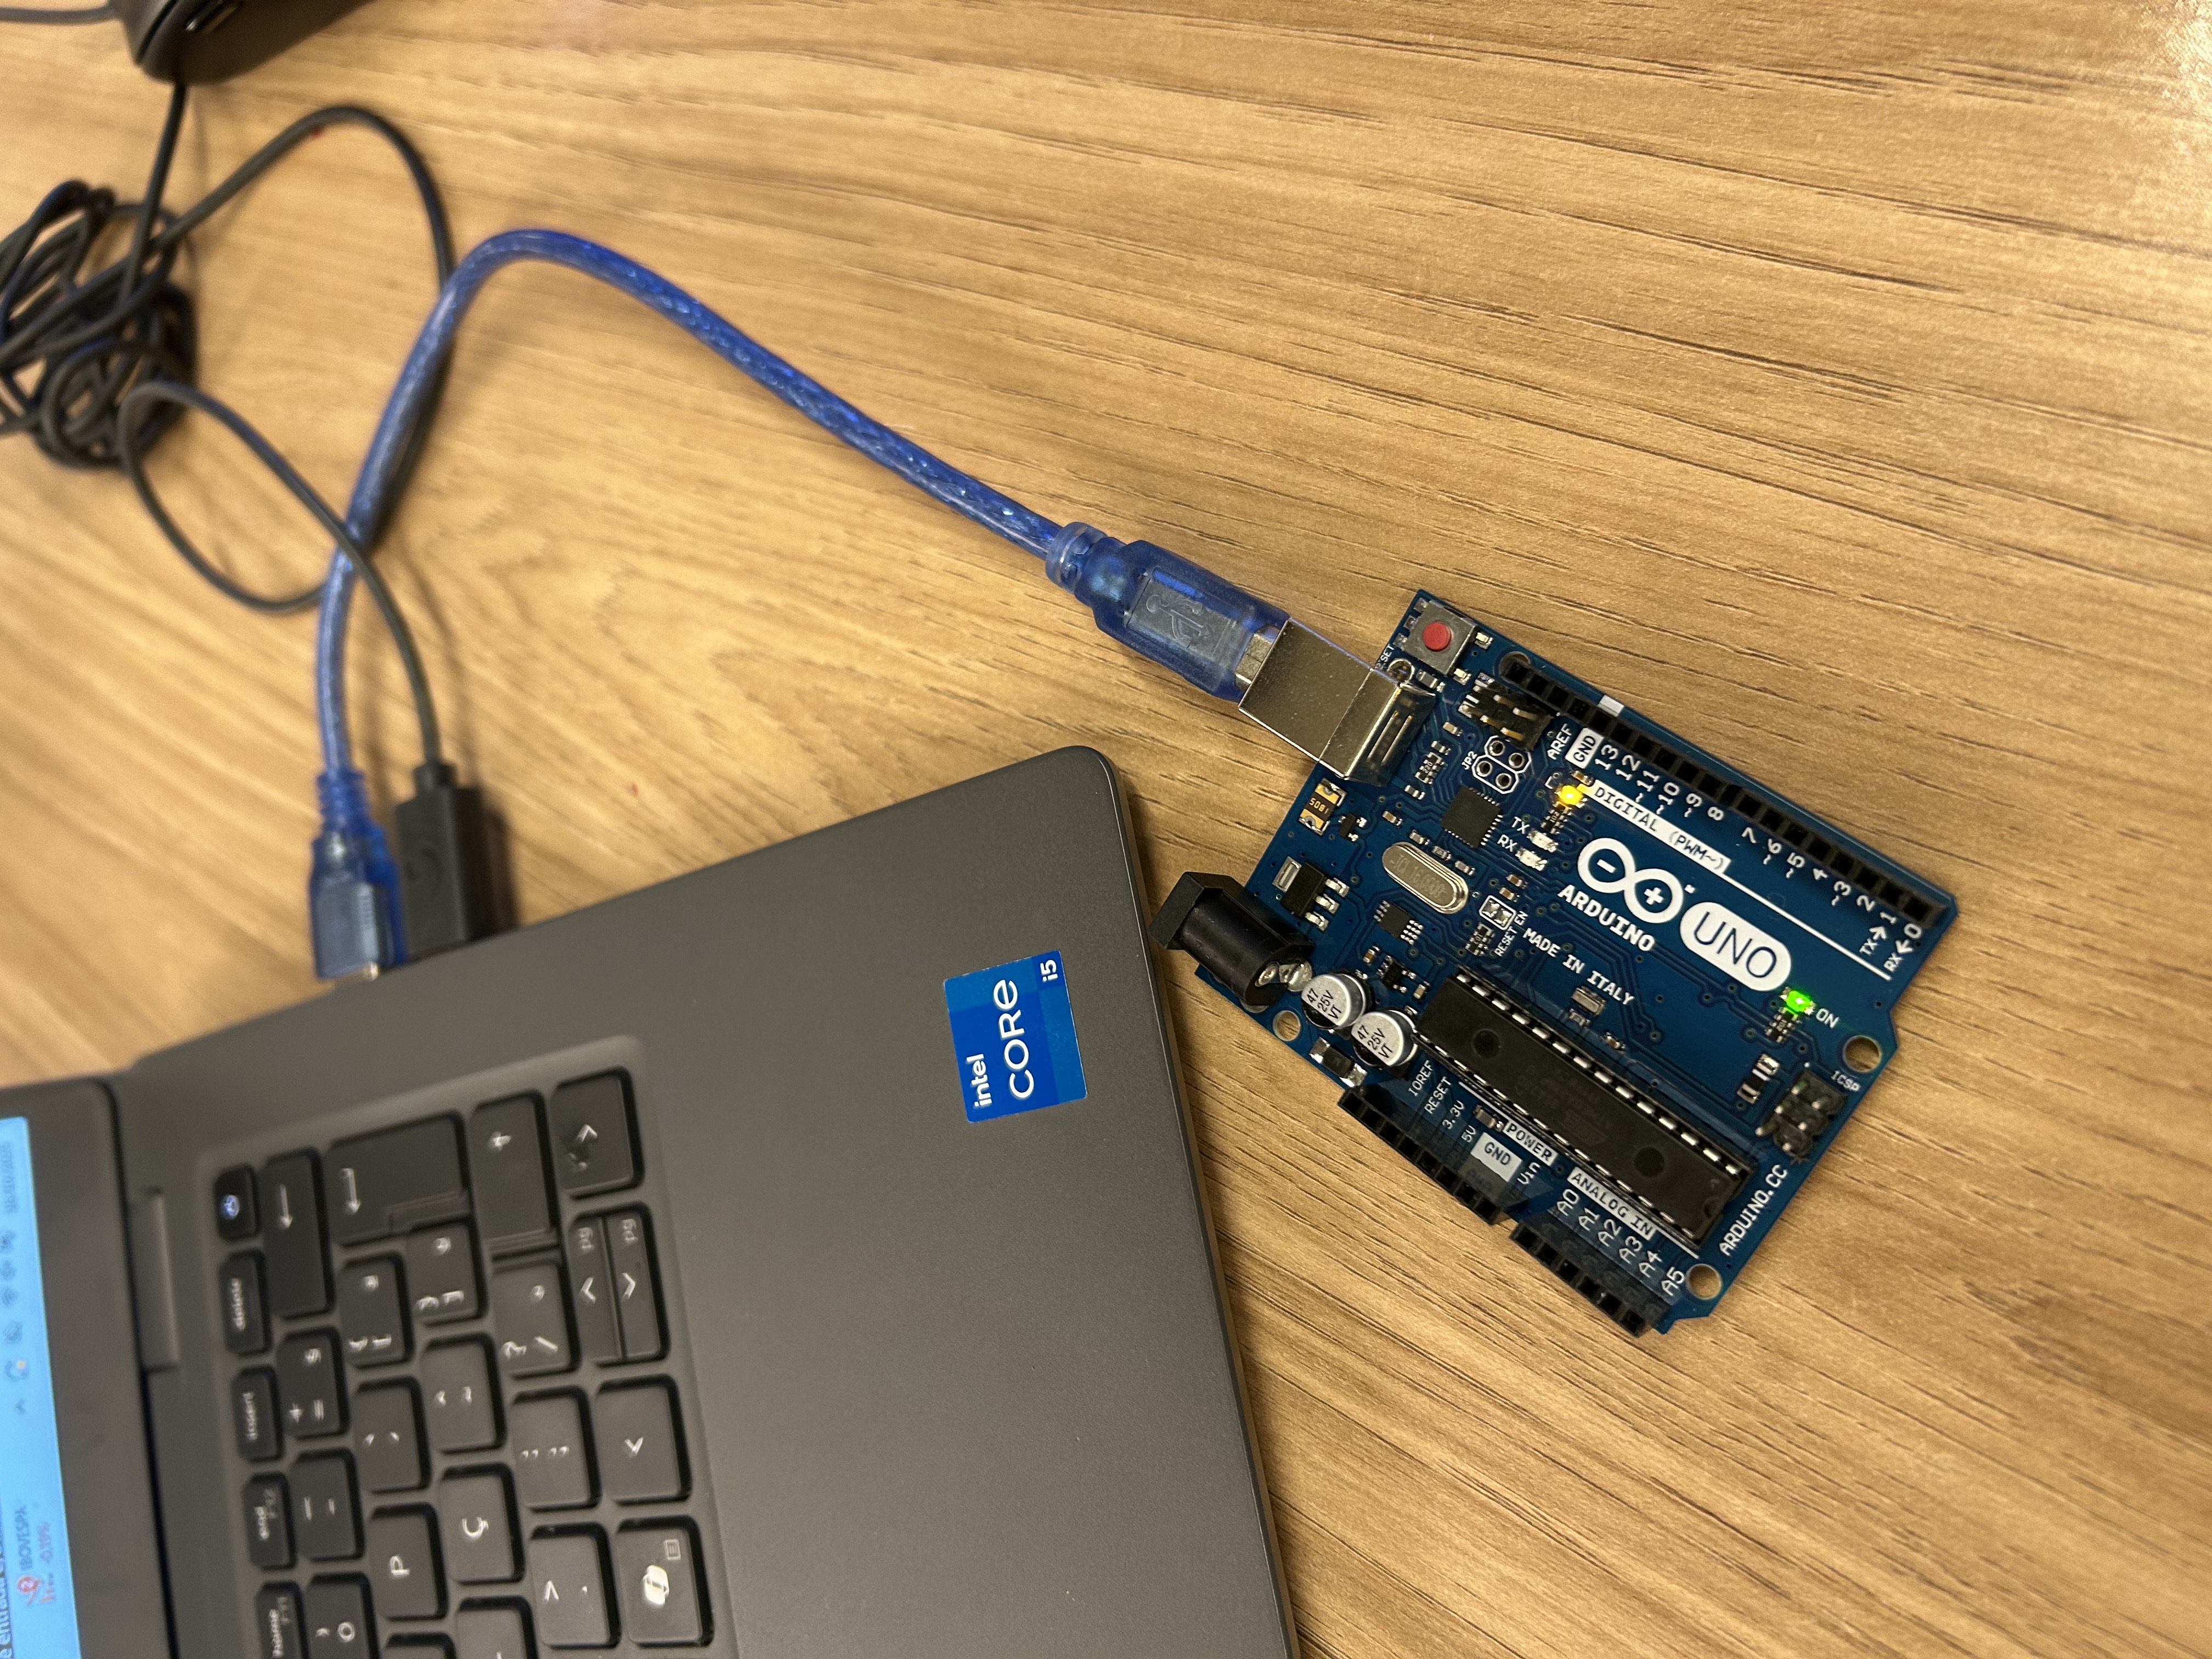 IBOVESPA
-0,19%
home
F11
end
F12
insert
delete
P
Ç
pg
pg
intel
CORE
i5
47
25V
VT
47
25V
VT
IOREF
RESET
3.3V
5V
GND
Vin
POWER
A0
A1
A2
A3
A4
A5
ANALOG IN
ARDUINO.CC
RESET EN
MADE IN ITALY
RX
TX
JP2
ARDUINO
UNO
ON
ICSP
AREF
GND
13
12
~11
~10
~9
8
7
~6
~5
4
~3
2
TX→1
RX←0
DIGITAL (PWM~)